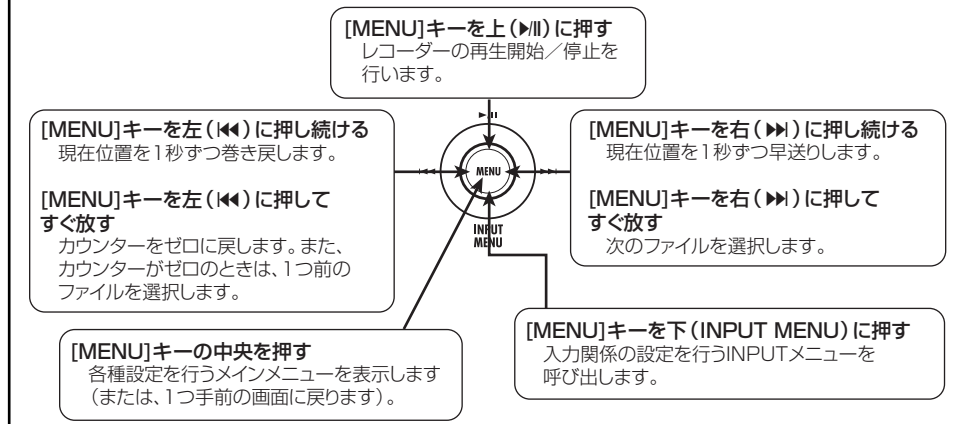 [MENU]キーを上(▶/II)に押す
レコーダーの再生開始／停止を
行います。
[MENU]キーを左(I◀◀)に押し続ける
現在位置を1秒ずつ巻き戻します。
[MENU]キーを左(I◀◀)に押して
すぐ放す
カウンターをゼロに戻します。また、
カウンターがゼロのときは、1つ前の
ファイルを選択します。
▶/II
I◀◀
MENU
▶▶I
INPUT
MENU
[MENU]キーを右(▶▶I)に押し続ける
現在位置を1秒ずつ早送りします。
[MENU]キーを右(▶▶I)に押して
すぐ放す
次のファイルを選択します。
[MENU]キーの中央を押す
各種設定を行うメインメニューを表示します
(または、1つ手前の画面に戻ります)。
[MENU]キーを下(INPUT MENU)に押す
入力関係の設定を行うINPUTメニューを
呼び出します。